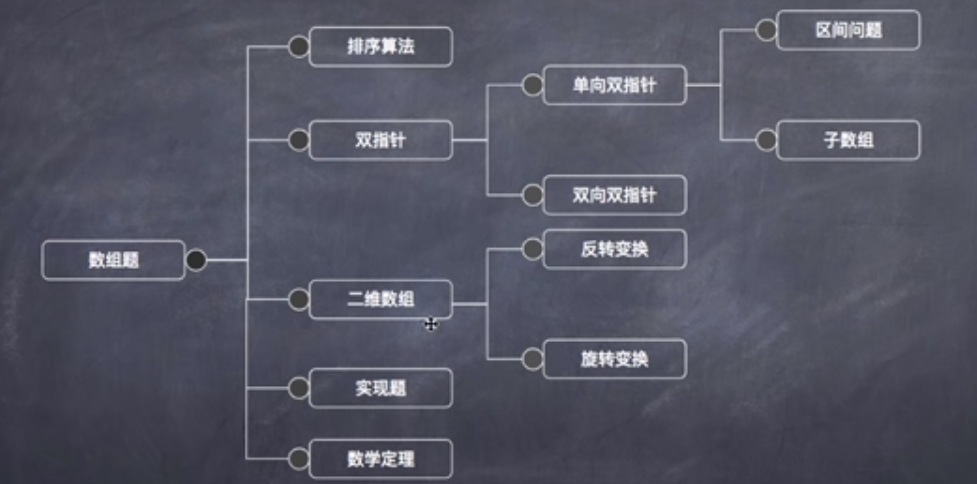 区间问题
排序算法
单向双指针
双指针
子数组
双向双指针
数组题
反转变换
二维数组
旋转变换
实现题
数学定理